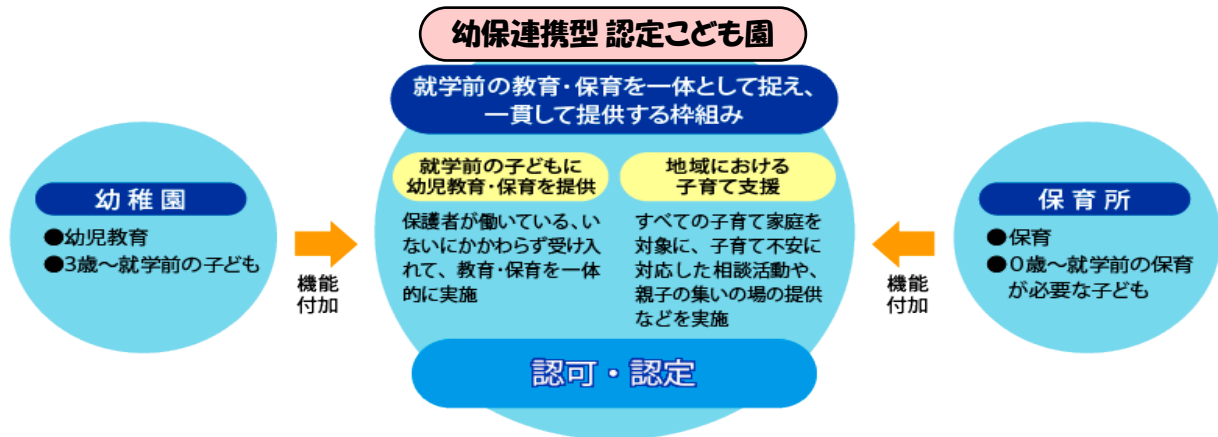 幼保連携型 認定こども園
就学前の教育・保育を一体として捉え、
一貫して提供する枠組み
幼稚園
●幼児教育
●3歳～就学前の子ども
機能
付加
就学前の子どもに
幼児教育・保育を提供
保護者が働いている、い
ないにかかわらず受け入
れて、教育・保育を一体
的に実施
地域における
子育て支援
すべての子育て家庭を
対象に、子育て不安に
対応した相談活動や、
親子の集いの場の提供
などを実施
認可・認定
機能
付加
保育所
●保育
●0歳～就学前の保育
が必要な子ども